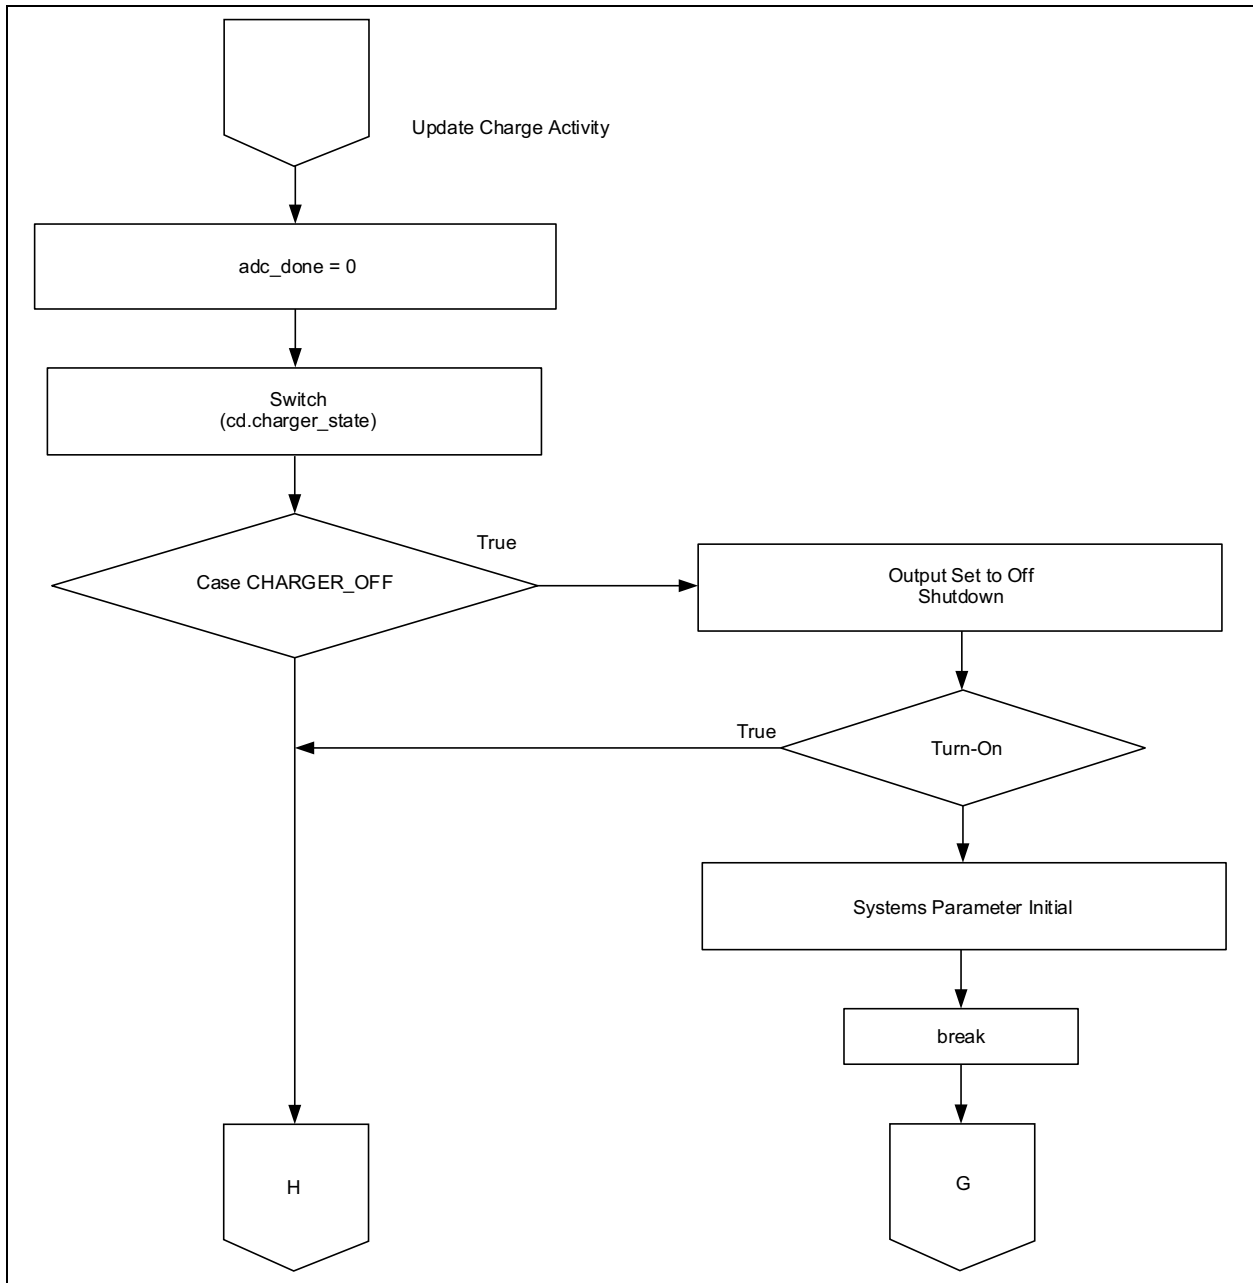 Update Charge Activity
adc_done = 0
Switch
(cd.charger_state)
True
Case CHARGER_OFF
Output Set to Off
Shutdown
True
Turn-On
Systems Parameter Initial
break
H
G